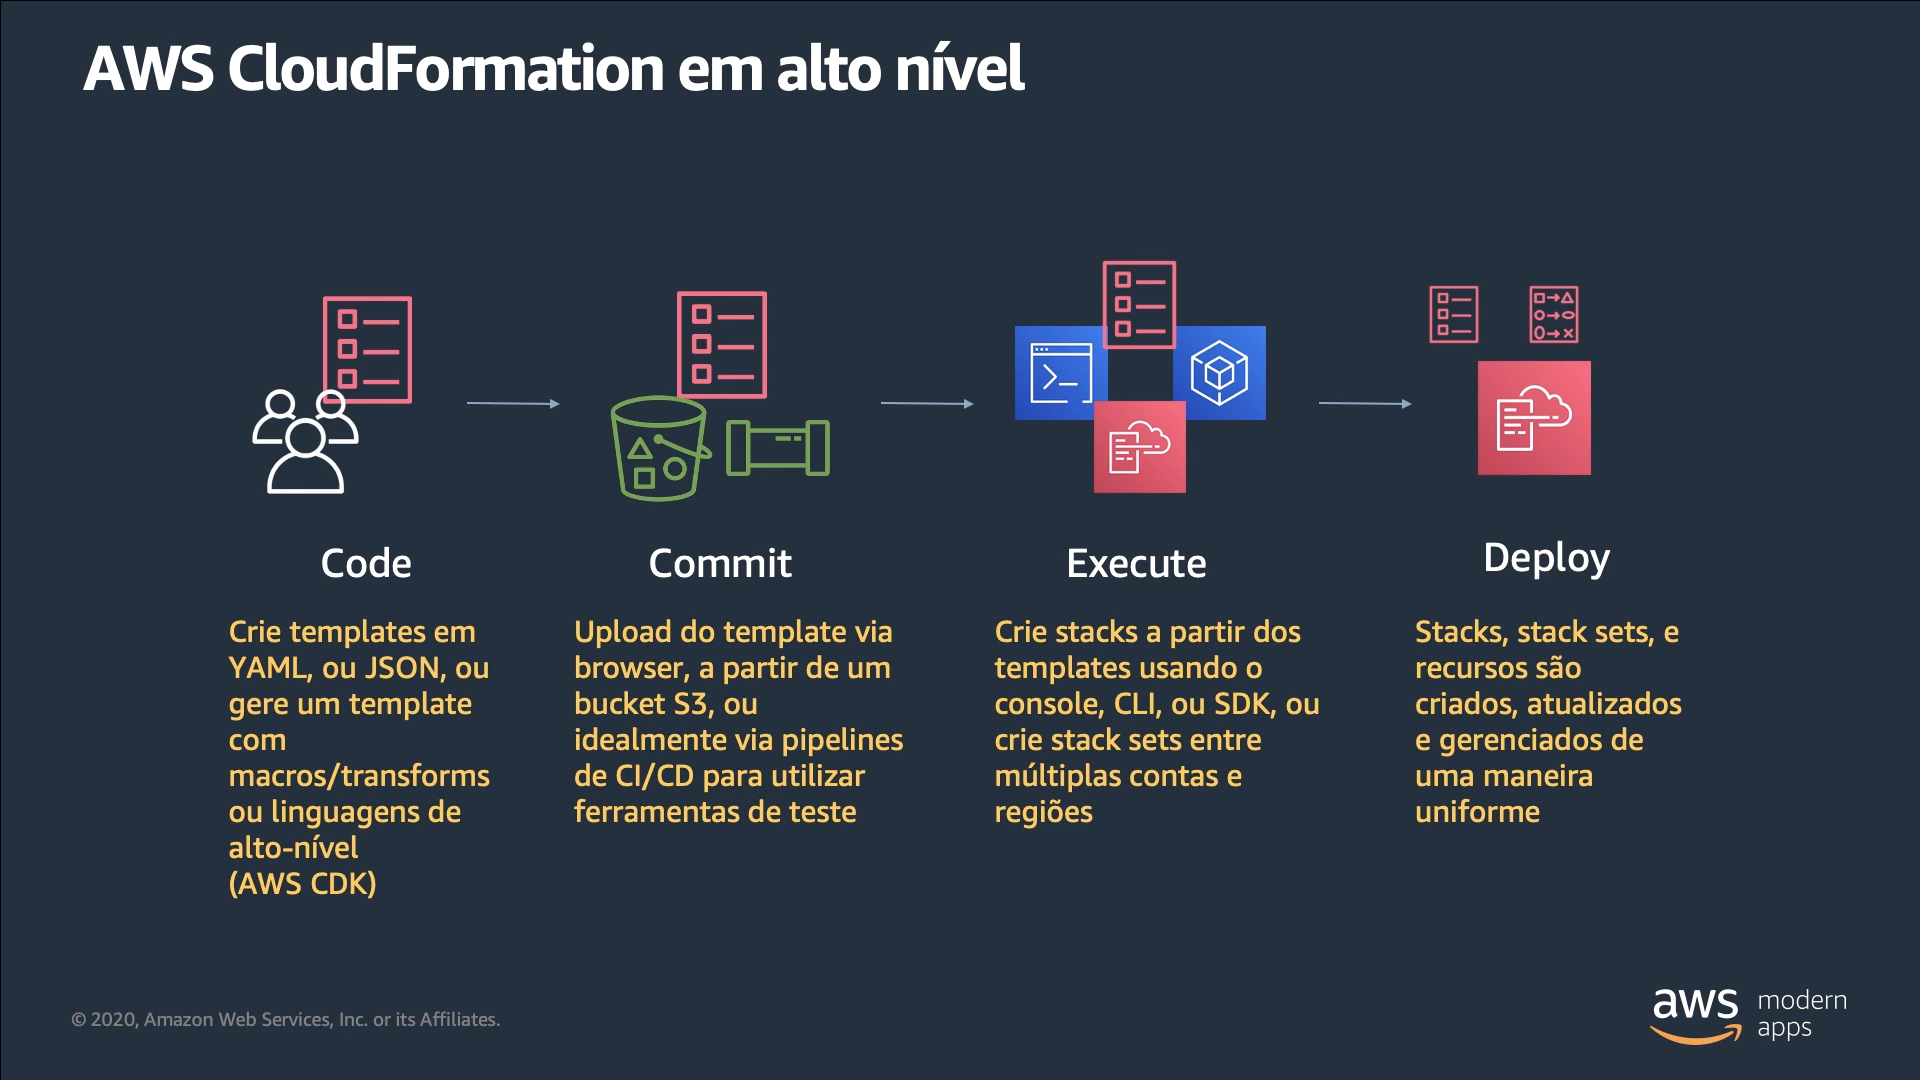 AWS CloudFormation em alto nível
Code
Crie templates em
YAML, ou JSON, ou
gere um template
com
macros/transforms
ou linguagens de
alto-nível
(AWS CDK)
Commit
Upload do template via
browser, a partir de um
bucket S3, ou
idealmente via pipelines
de CI/CD para utilizar
ferramentas de teste
Execute
Crie stacks a partir dos
templates usando o
console, CLI, ou SDK, ou
crie stack sets entre
múltiplas contas e
regiões
Deploy
Stacks, stack sets, e
recursos são
criados, atualizados
e gerenciados de
uma maneira
uniforme
© 2020, Amazon Web Services, Inc. or its Affiliates.
aws modern
apps